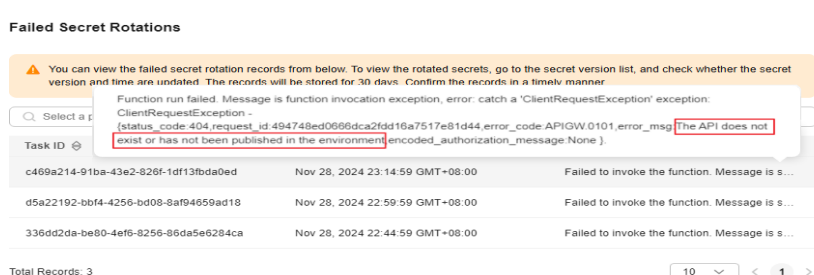 Failed Secret Rotations
You can view the failed secret rotation records from below. To view the rotated secrets, go to the secret version list, and check whether the secret
version and time are updated. The records will be stored for 30 days. Confirm the records in a timely manner
Function run failed. Message is function invocation exception, error: catch a 'ClientRequestException' exception:
Select a p
ClientRequestException -
{status_code:404,request_id:494748ed0666dca2fdd16a7517e81d44,error_code:APIGW.0101,error_msg:The API does not
exist or has not been published in the environment,encoded_authorization_message:None }.
Task ID
c469a214-91ba-43e2-826f-1df13fbda0ed Nov 28, 2024 23:14:59 GMT+08:00 Failed to invoke the function. Message is s...
d5a22192-bbf4-4256-bd08-8af94659ad18 Nov 28, 2024 22:59:59 GMT+08:00 Failed to invoke the function. Message is s...
336dd2da-be80-4ef6-8256-86da5e6284ca Nov 28, 2024 22:44:59 GMT+08:00 Failed to invoke the function. Message is s...
Total Records: 3 10 < 1 >